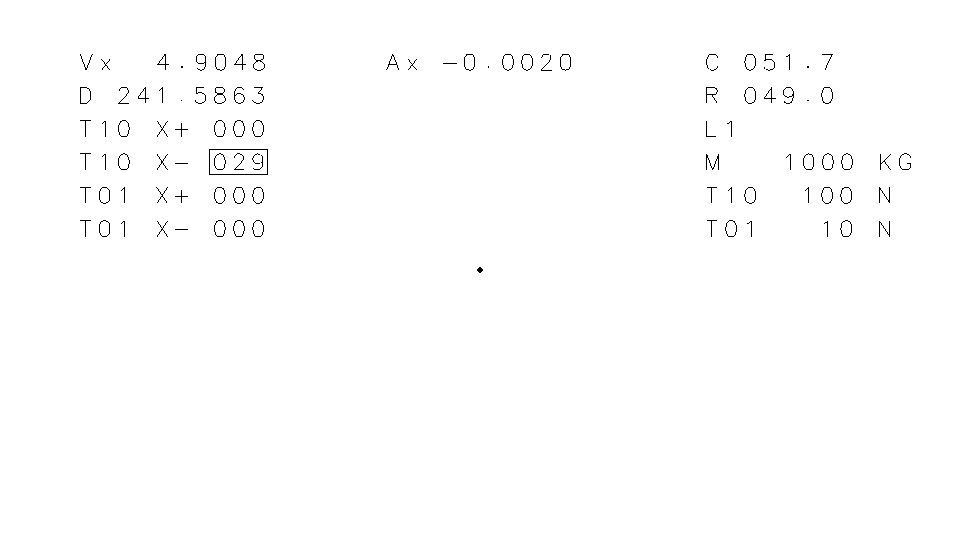 Vx 4.9048 Ax -0.0020 C 051.7
D 241.5863 R 049.0
T10 X+ 000 L1
T10 X- 029 M 1000 KG
T01 X+ 000 T10 100 N
T01 X- 000 T01 10 N